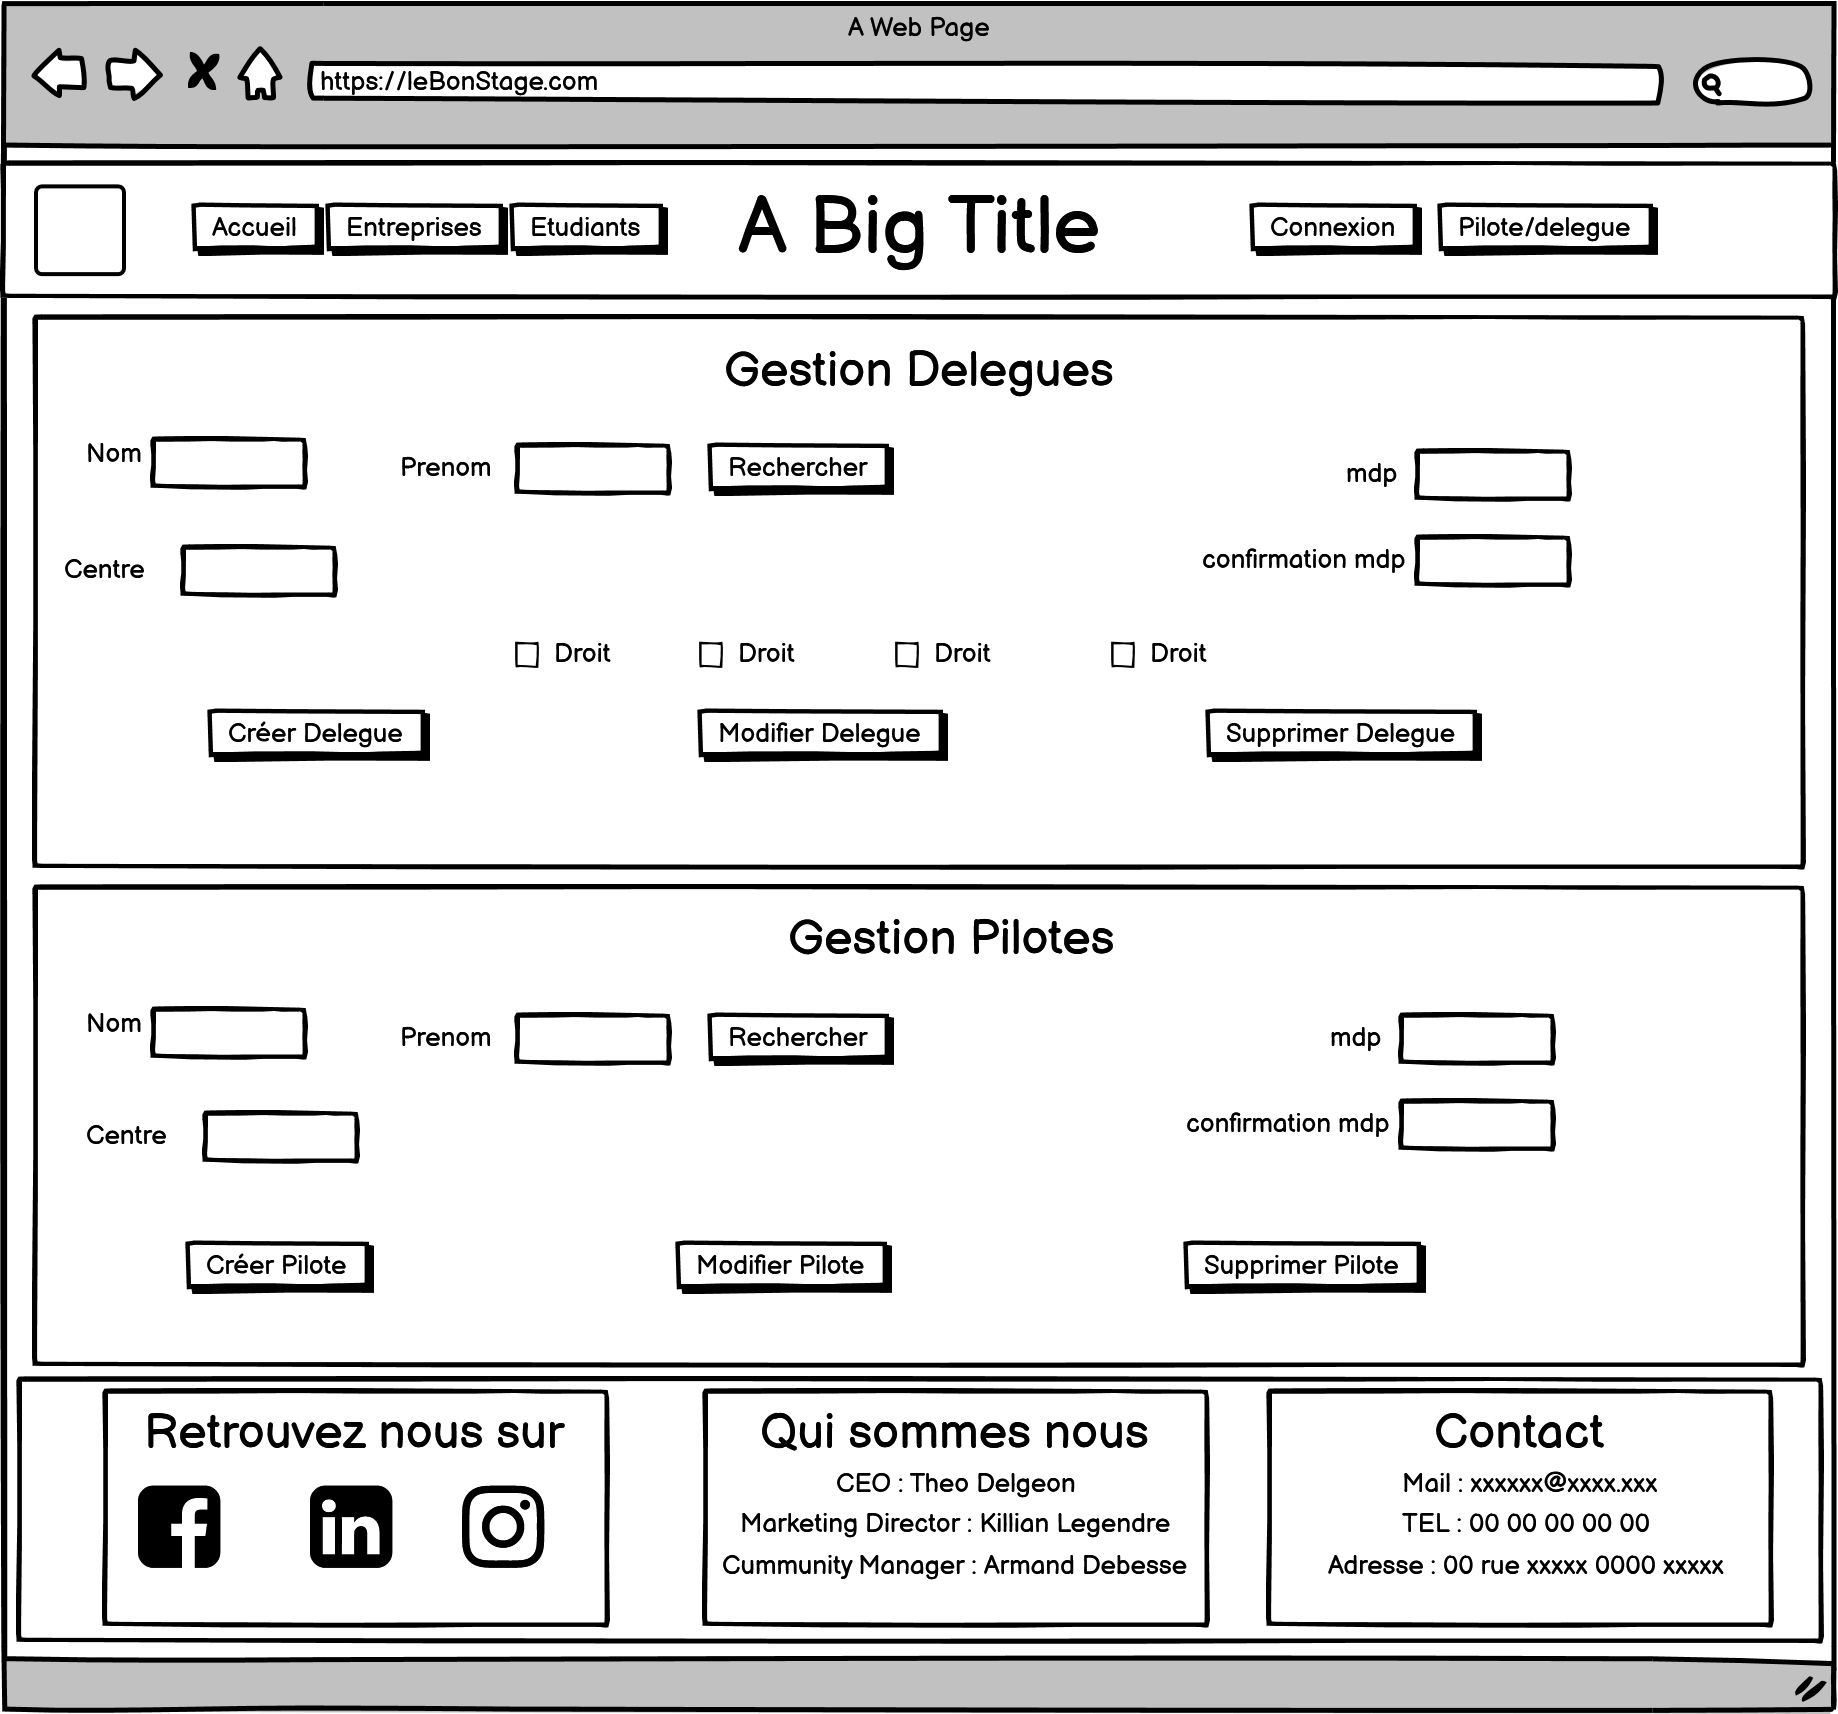 A Web Page
https://leBonStage.com
Accueil Entreprises Etudiants A Big Title Connexion Pilote/delegue
Gestion Delegues
Nom Prenom Rechercher mdp
Centre confirmation mdp
Droit Droit Droit Droit
Créer Delegue Modifier Delegue Supprimer Delegue
Gestion Pilotes
Nom Prenom Rechercher mdp
Centre confirmation mdp
Créer Pilote Modifier Pilote Supprimer Pilote
Retrouvez nous sur
Qui sommes nous
CEO : Theo Delgeon
Marketing Director : Killian Legendre
Cummunity Manager : Armand Debesse
Contact
Mail : xxxxxx@xxxx.xxx
TEL : 00 00 00 00 00
Adresse : 00 rue xxxxx 0000 xxxxx